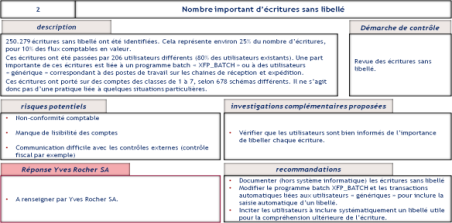 2
Nombre important d'écritures sans libellé
description
250.279 écritures sans libellé ont été identifiées. Cela représente environ 25% du nombre d'écritures,
pour 10% des flux comptables en valeur.
Ces écritures ont été passées par 206 utilisateurs différents (80% des utilisateurs existants). Une part
importante de ces écritures est liée à un programme batch « XFP_BATCH » ou à des utilisateurs
« générique » correspondant à des postes de travail sur les chaines de réception et expédition.
Ces écritures ont porté sur des comptes des classes de 1 à 7, selon 678 schémas différents. Il ne s'agit
donc pas d'une pratique liée à quelques situations particulières.
Démarche de contrôle
Revue des écritures sans
libellé.
risques potentiels
• Non-conformité comptable
• Manque de lisibilité des comptes
• Communication difficile avec les contrôles externes (contrôle
fiscal par exemple)
investigations complémentaires proposées
• Vérifier que les utilisateurs sont bien informés de l'importance
de libeller chaque écriture.
Réponse Yves Rocher SA
• A renseigner par Yves Rocher SA.
recommandations
• Documenter (hors système informatique) les écritures sans libellé
• Modifier le programme batch XFP_BATCH et les transactions
automatiques liées aux utilisateurs « génériques » pour inclure la
saisie automatique d'un libellé.
• Inciter les utilisateurs à inclure systématiquement un libellé utile
pour la compréhension ultérieure de l'écriture.